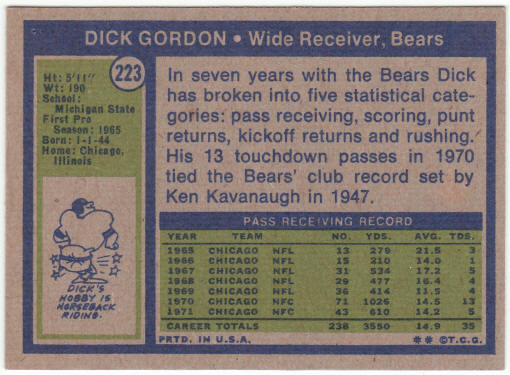 DICK GORDON • Wide Receiver, Bears
223
Ht: 5'11"
Wt: 190
School:
Michigan State
First Pro
Season: 1965
Born: 1-1-44
Home: Chicago,
Illinois
DICK'S
HOBBY IS
HORSEBACK
RIDING.
In seven years with the Bears Dick
has broken into five statistical cate-
gories: pass receiving, scoring, punt
returns, kickoff returns and rushing.
His 13 touchdown passes in 1970
tied the Bears' club record set by
Ken Kavanaugh in 1947.
PASS RECEIVING RECORD
YEAR TEAM NO. YDS. AVG. TDS.
1965 CHICAGO NFL 13 279 21.5 3
1966 CHICAGO NFL 15 210 14.0 1
1967 CHICAGO NFL 31 534 17.2 5
1968 CHICAGO NFL 29 477 16.4 4
1969 CHICAGO NFL 36 414 11.5 4
1970 CHICAGO NFC 71 1026 14.5 13
1971 CHICAGO NFC 43 610 14.2 5
CAREER TOTALS 238 3550 14.9 35
PRTD. IN U.S.A. ✱ ✱ ©T.C.G.